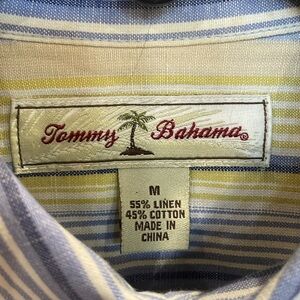 Tommy Bahama®
M
55% LINEN
45% COTTON
MADE IN
CHINA